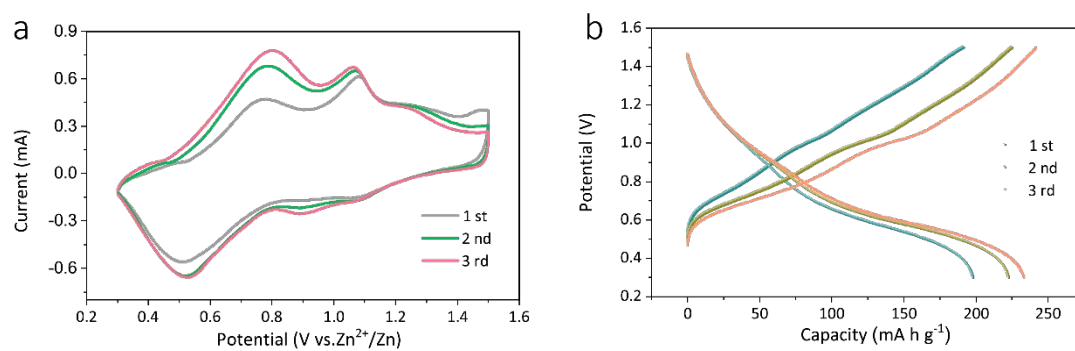 a
0.9
0.6
0.3
0.0
-0.3
-0.6
Current (mA)
1 st
2 nd
3 rd
0.2 0.4 0.6 0.8 1.0 1.2 1.4 1.6
Potential (V vs.Zn²⁺/Zn)
b
1.6
1.4
1.2
1.0
0.8
0.6
0.4
0.2
Potential (V)
1 st
2 nd
3 rd
0 50 100 150 200 250
Capacity (mA h g⁻¹)